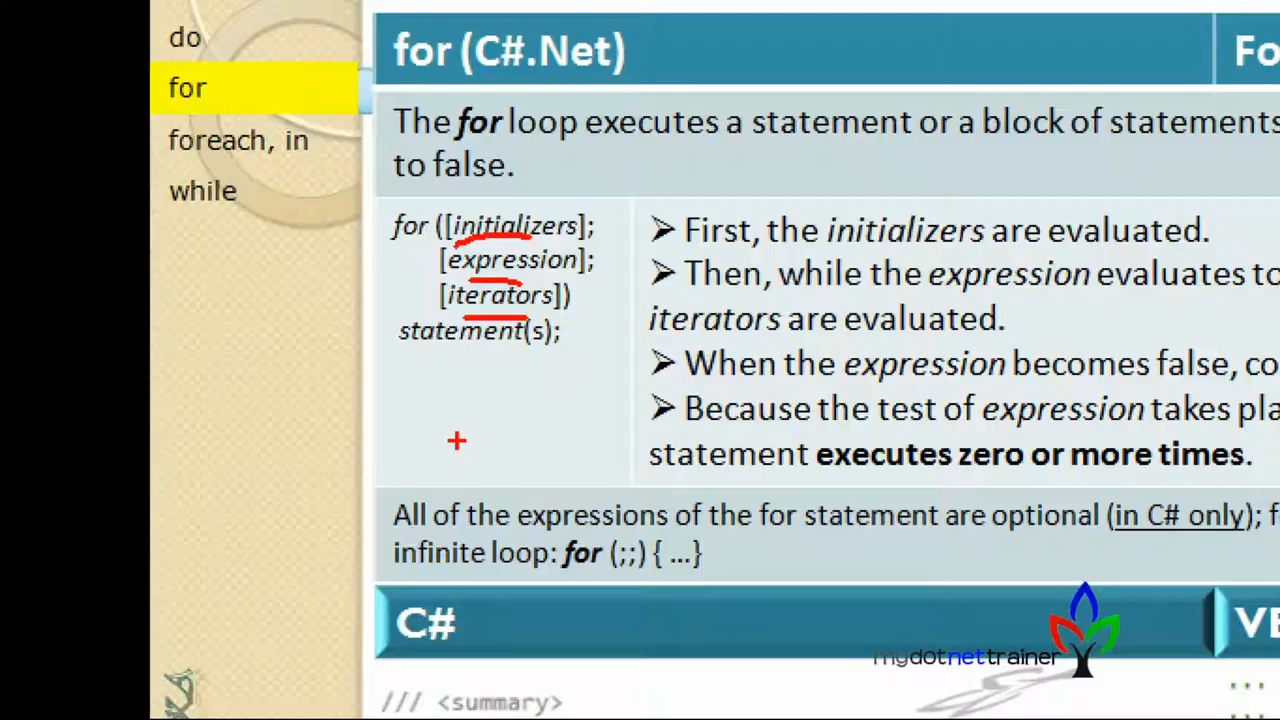 do
for
foreach, in
while
for (C#.Net)
Fo
The for loop executes a statement or a block of statements
to false.
for ([initializers];
[expression];
[iterators])
statement(s);
➢ First, the initializers are evaluated.
➢ Then, while the expression evaluates to
iterators are evaluated.
➢ When the expression becomes false, co
➢ Because the test of expression takes pla
statement executes zero or more times.
All of the expressions of the for statement are optional (in C# only); f
infinite loop: for (;;) { ...}
C#
VB
mydotnettrainer
/// <summary>
'''